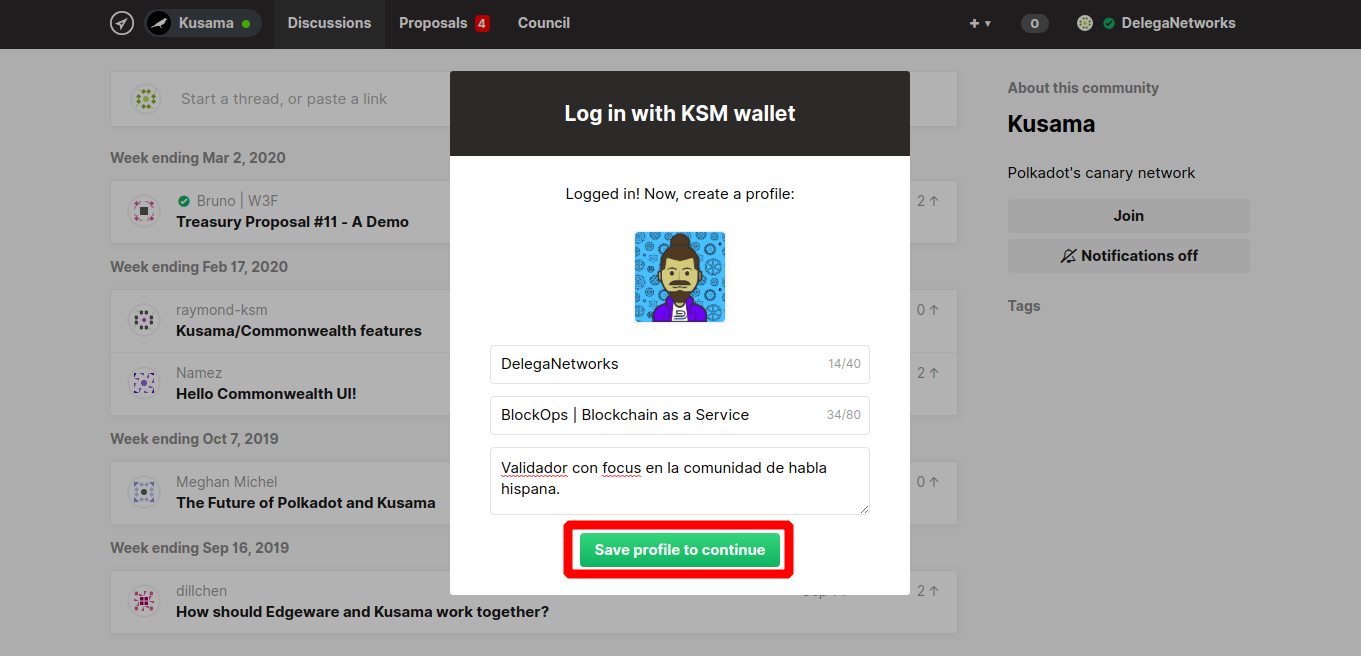 Kusama
Discussions
Proposals 4
Council
+ ▾
0
DelegaNetworks
Start a thread, or paste a link
Week ending Mar 2, 2020
Bruno | W3F
Treasury Proposal #11 - A Demo
2 ↑
Week ending Feb 17, 2020
raymond-ksm
Kusama/Commonwealth features
0 ↑
Namez
Hello Commonwealth UI!
2 ↑
Week ending Oct 7, 2019
Meghan Michel
The Future of Polkadot and Kusama
0 ↑
Week ending Sep 16, 2019
dillchen
How should Edgeware and Kusama work together?
2 ↑
Log in with KSM wallet
Logged in! Now, create a profile:
DelegaNetworks 14/40
BlockOps | Blockchain as a Service 34/80
Validador con focus en la comunidad de habla
hispana.
Save profile to continue
About this community
Kusama
Polkadot's canary network
Join
Notifications off
Tags